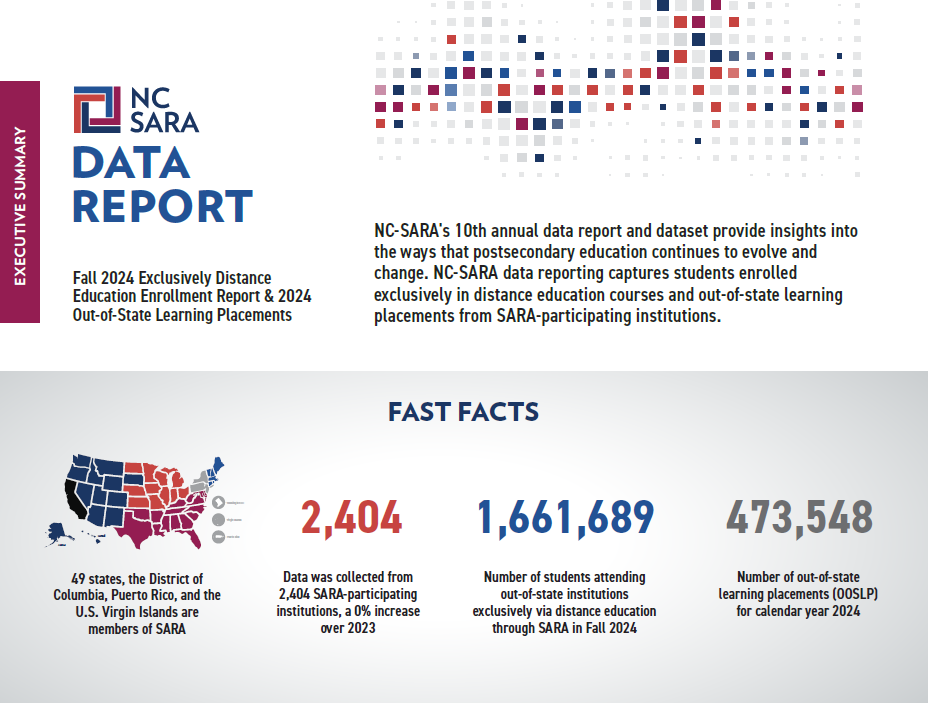 EXECUTIVE SUMMARY
NC
SARA
DATA
REPORT
Fall 2024 Exclusively Distance
Education Enrollment Report & 2024
Out-of-State Learning Placements
NC-SARA's 10th annual data report and dataset provide insights into
the ways that postsecondary education continues to evolve and
change. NC-SARA data reporting captures students enrolled
exclusively in distance education courses and out-of-state learning
placements from SARA-participating institutions.
FAST FACTS
49 states, the District of
Columbia, Puerto Rico, and the
U.S. Virgin Islands are
members of SARA
2,404
Data was collected from
2,404 SARA-participating
institutions, a 0% increase
over 2023
1,661,689
Number of students attending
out-of-state institutions
exclusively via distance education
through SARA in Fall 2024
473,548
Number of out-of-state
learning placements (OOSLP)
for calendar year 2024